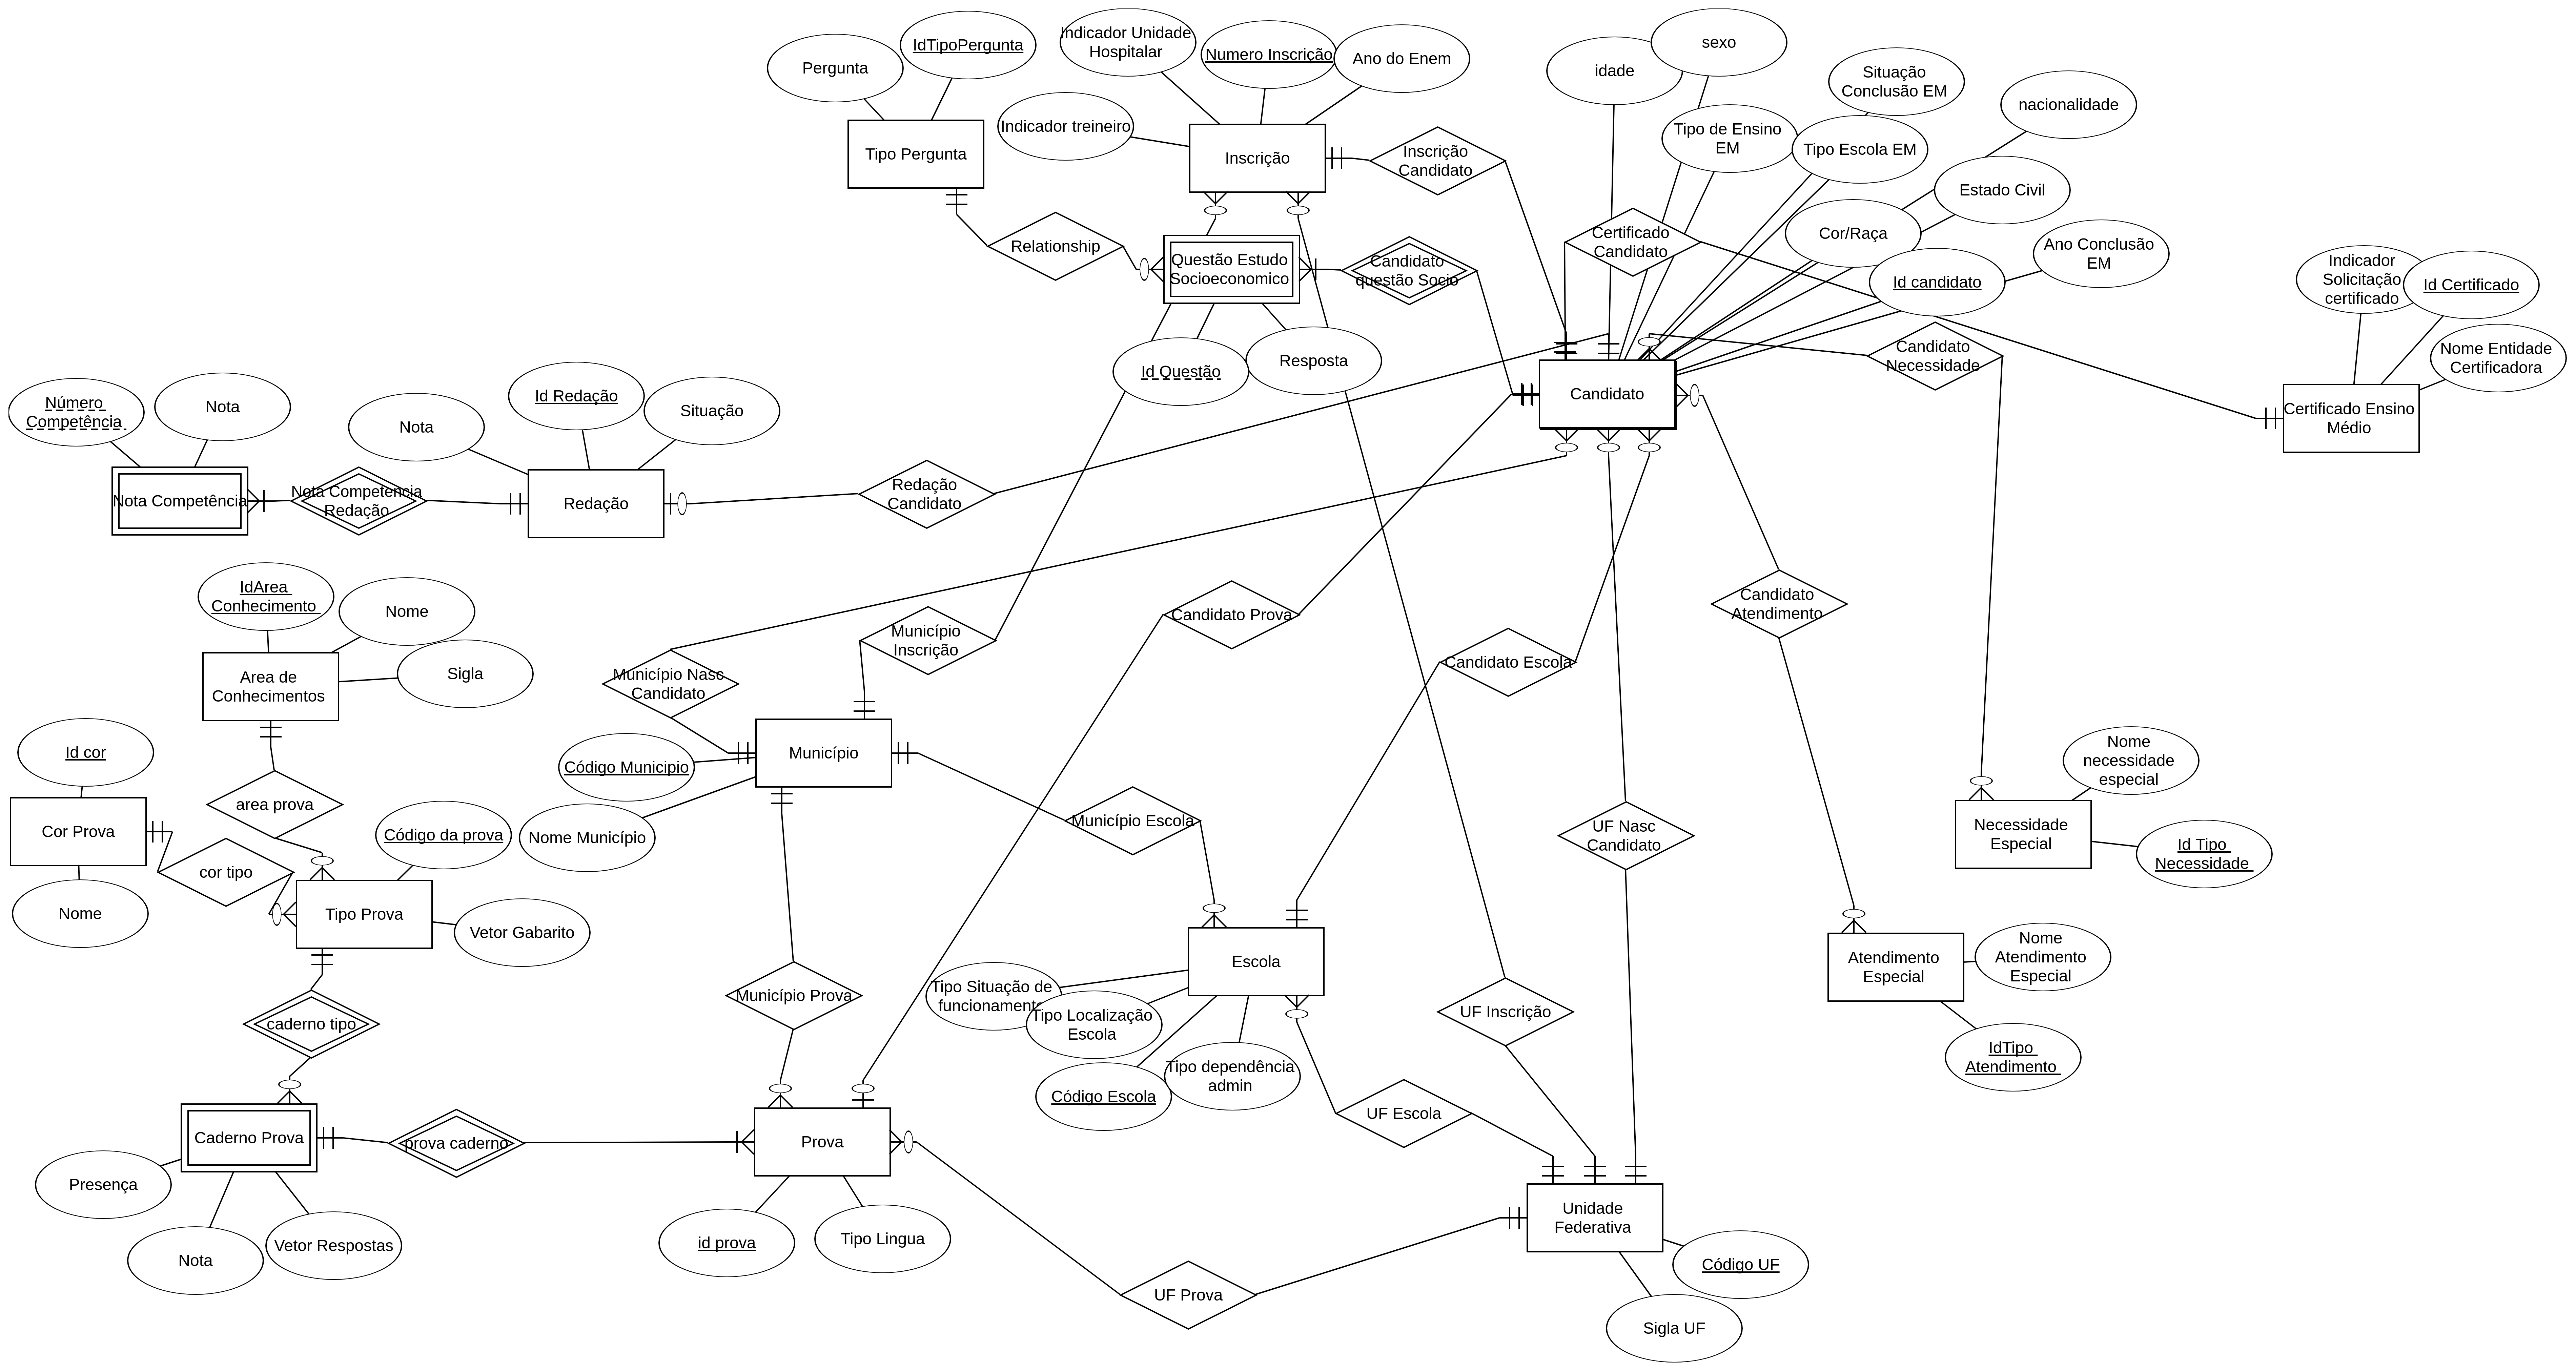 Pergunta
IdTipoPergunta
Indicador Unidade
Hospitalar
Numero Inscrição
Ano do Enem
idade
sexo
Situação
Conclusão EM
nacionalidade
Tipo Pergunta
Indicador treineiro
Inscrição
Inscrição
Candidato
Tipo de Ensino
EM
Tipo Escola EM
Estado Civil
Relationship
Questão Estudo
Socioeconomico
Candidato
questão Socio
Certificado
Candidato
Cor/Raça
Id candidato
Ano Conclusão
EM
Indicador
Solicitação
certificado
Id Certificado
Nome Entidade
Certificadora
Id Questão
Resposta
Candidato
Candidato
Necessidade
Certificado Ensino
Médio
Número
Competência
Nota
Nota
Id Redação
Situação
Nota Competência
Nota Competencia
Redação
Redação
Redação
Candidato
IdArea
Conhecimento
Nome
Sigla
Area de
Conhecimentos
Município
Inscrição
Candidato Prova
Candidato Escola
Candidato
Atendimento
Município Nasc
Candidato
Município
Código Municipio
Nome Município
Id cor
Cor Prova
Nome
area prova
cor tipo
Código da prova
Tipo Prova
Vetor Gabarito
Município Escola
UF Nasc
Candidato
Nome
necessidade
especial
Necessidade
Especial
Id Tipo
Necessidade
Escola
Tipo Situação de
funcionamento
Tipo Localização
Escola
Código Escola
Tipo dependência
admin
Atendimento
Especial
Nome
Atendimento
Especial
IdTipo
Atendimento
caderno tipo
Município Prova
UF Inscrição
UF Escola
Caderno Prova
prova caderno
Prova
Presença
Nota
Vetor Respostas
id prova
Tipo Lingua
UF Prova
Unidade
Federativa
Código UF
Sigla UF